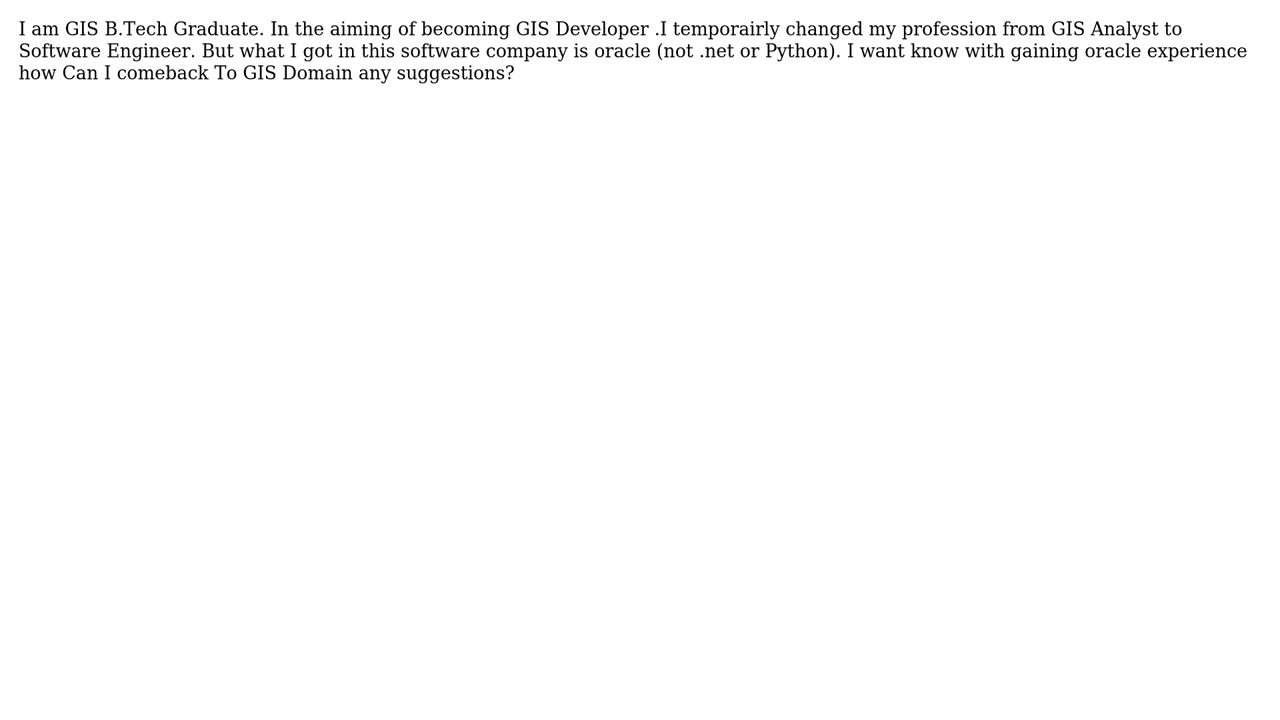 I am GIS B.Tech Graduate. In the aiming of becoming GIS Developer .I temporairly changed my profession from GIS Analyst to
Software Engineer. But what I got in this software company is oracle (not .net or Python). I want know with gaining oracle experience
how Can I comeback To GIS Domain any suggestions?